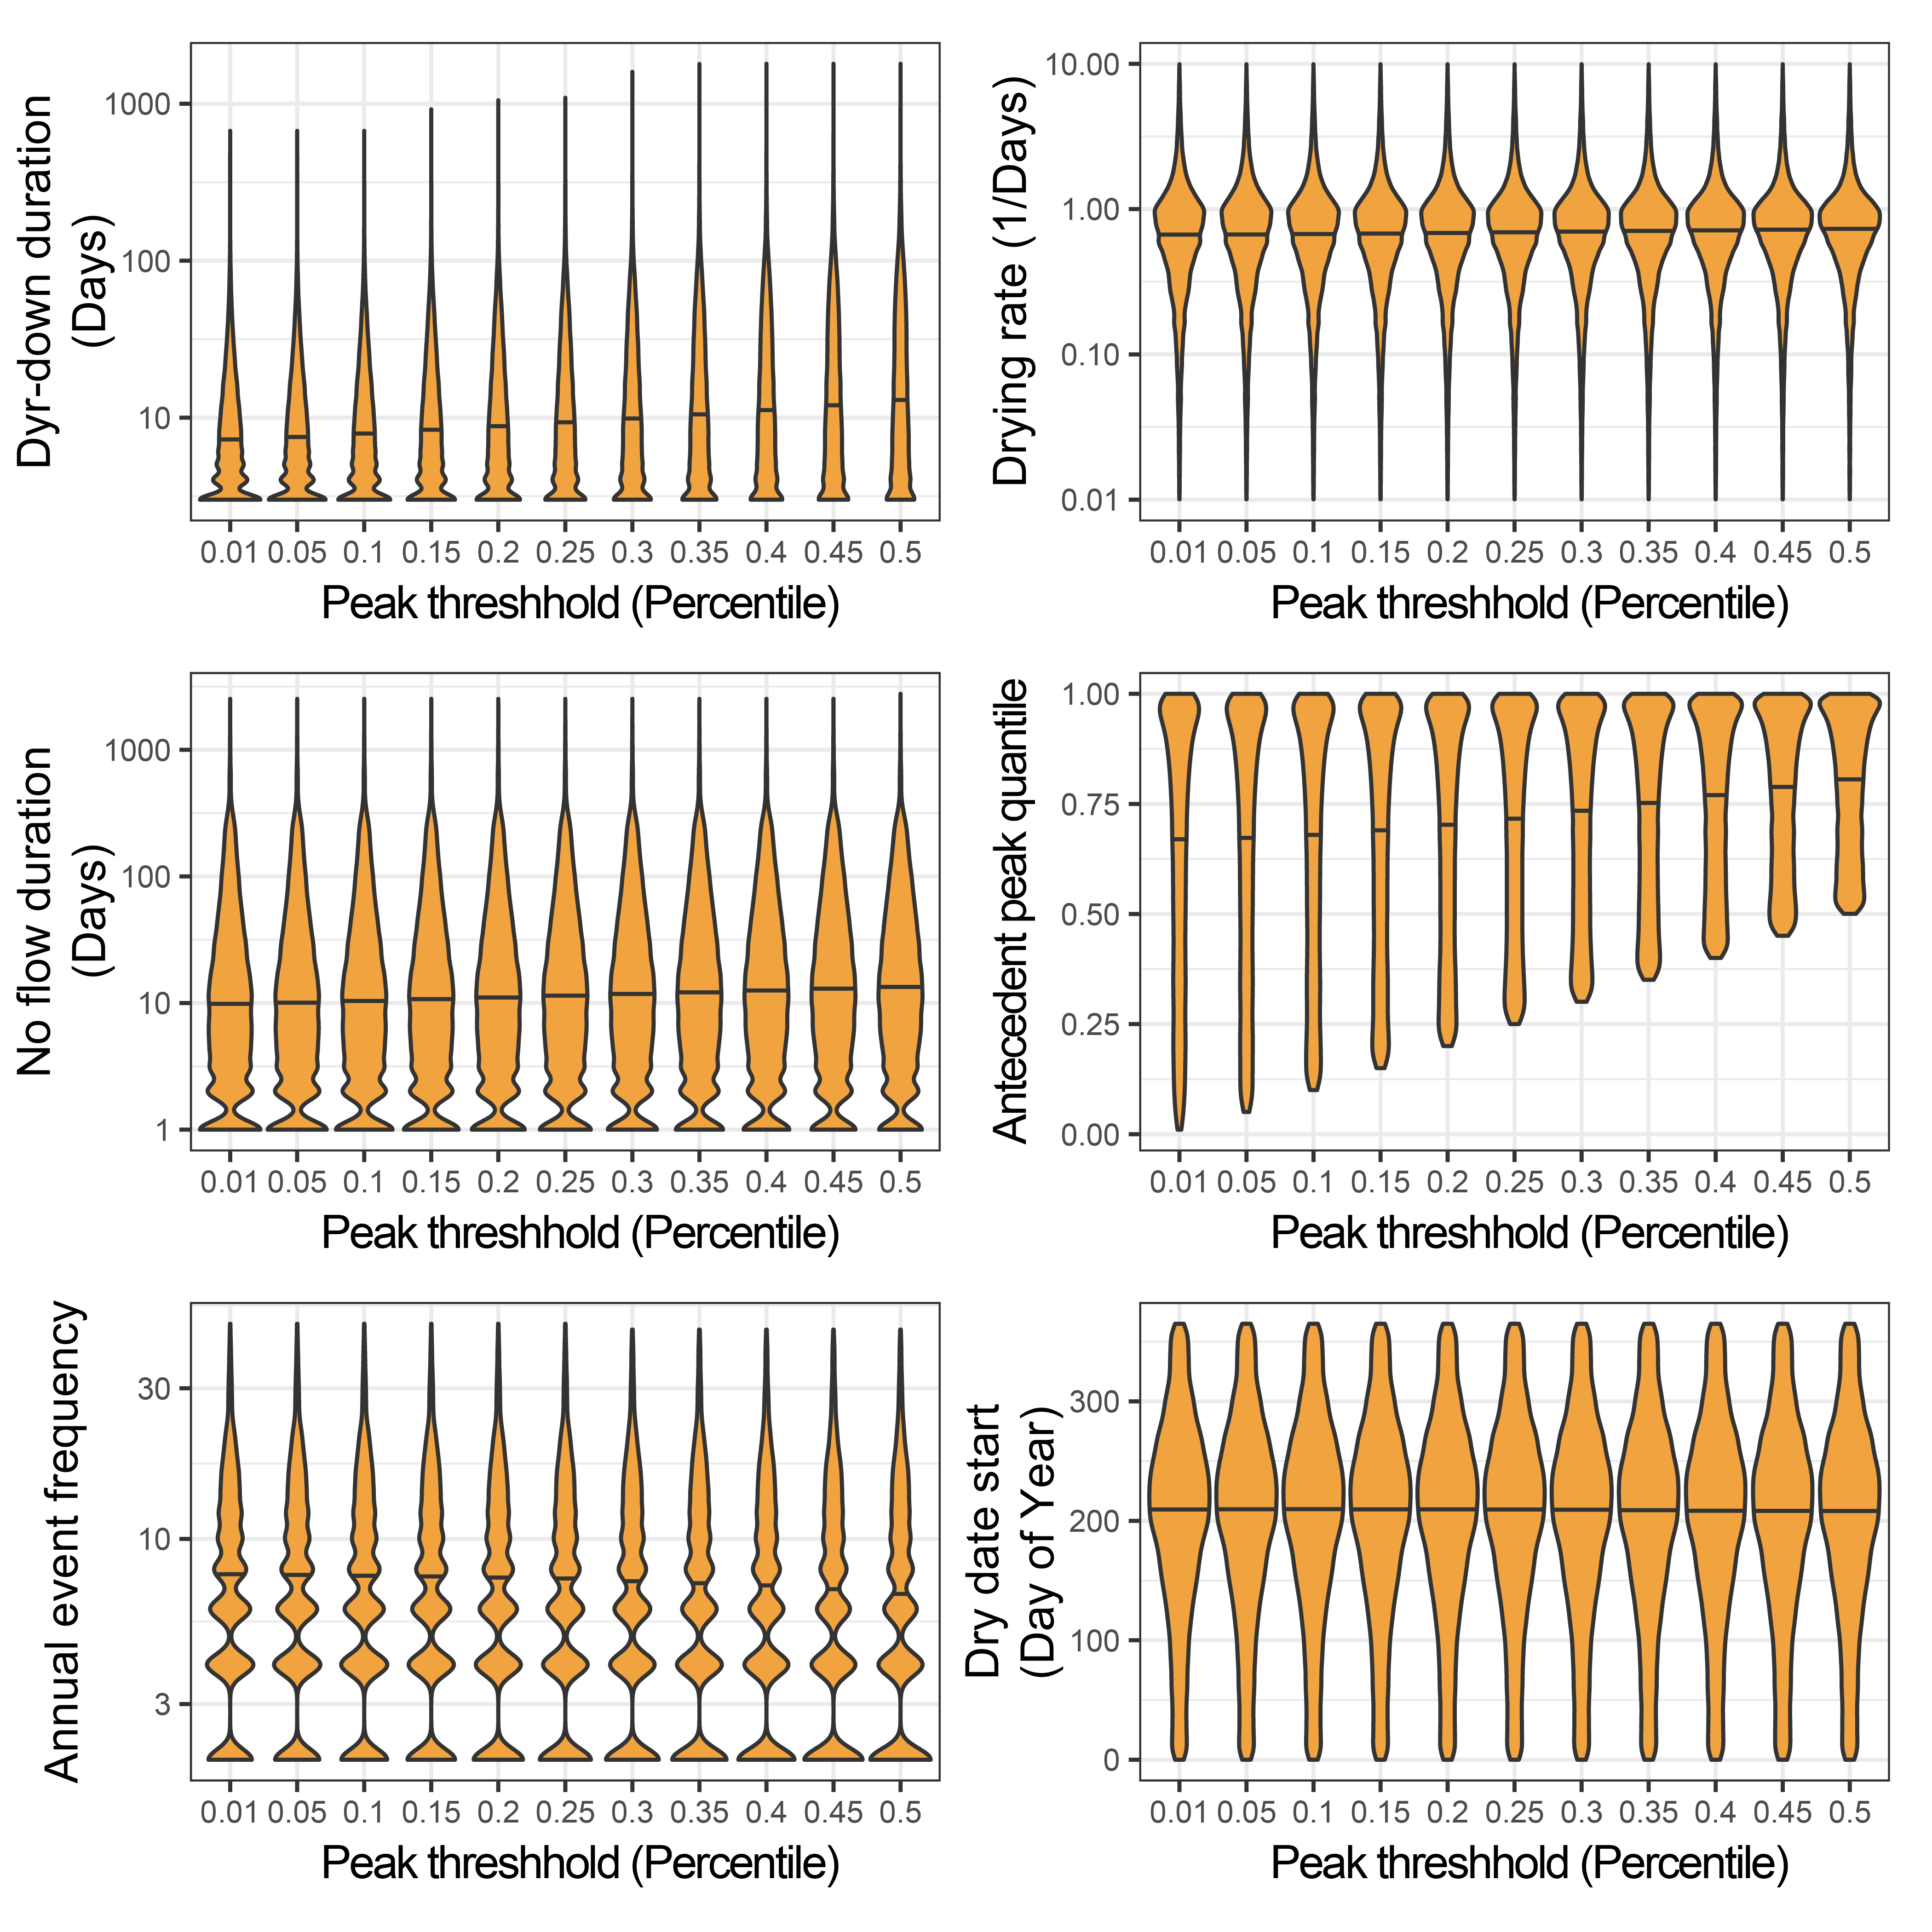 Dyr-down duration
(Days)
1000
100
10
0.01 0.05 0.1 0.15 0.2 0.25 0.3 0.35 0.4 0.45 0.5
Peak threshhold (Percentile)
Drying rate (1/Days)
10.00
1.00
0.10
0.01
0.01 0.05 0.1 0.15 0.2 0.25 0.3 0.35 0.4 0.45 0.5
Peak threshhold (Percentile)
No flow duration
(Days)
1000
100
10
1
0.01 0.05 0.1 0.15 0.2 0.25 0.3 0.35 0.4 0.45 0.5
Peak threshhold (Percentile)
Antecedent peak quantile
1.00
0.75
0.50
0.25
0.00
0.01 0.05 0.1 0.15 0.2 0.25 0.3 0.35 0.4 0.45 0.5
Peak threshhold (Percentile)
Annual event frequency
30
10
3
0.01 0.05 0.1 0.15 0.2 0.25 0.3 0.35 0.4 0.45 0.5
Peak threshhold (Percentile)
Dry date start
(Day of Year)
300
200
100
0
0.01 0.05 0.1 0.15 0.2 0.25 0.3 0.35 0.4 0.45 0.5
Peak threshhold (Percentile)